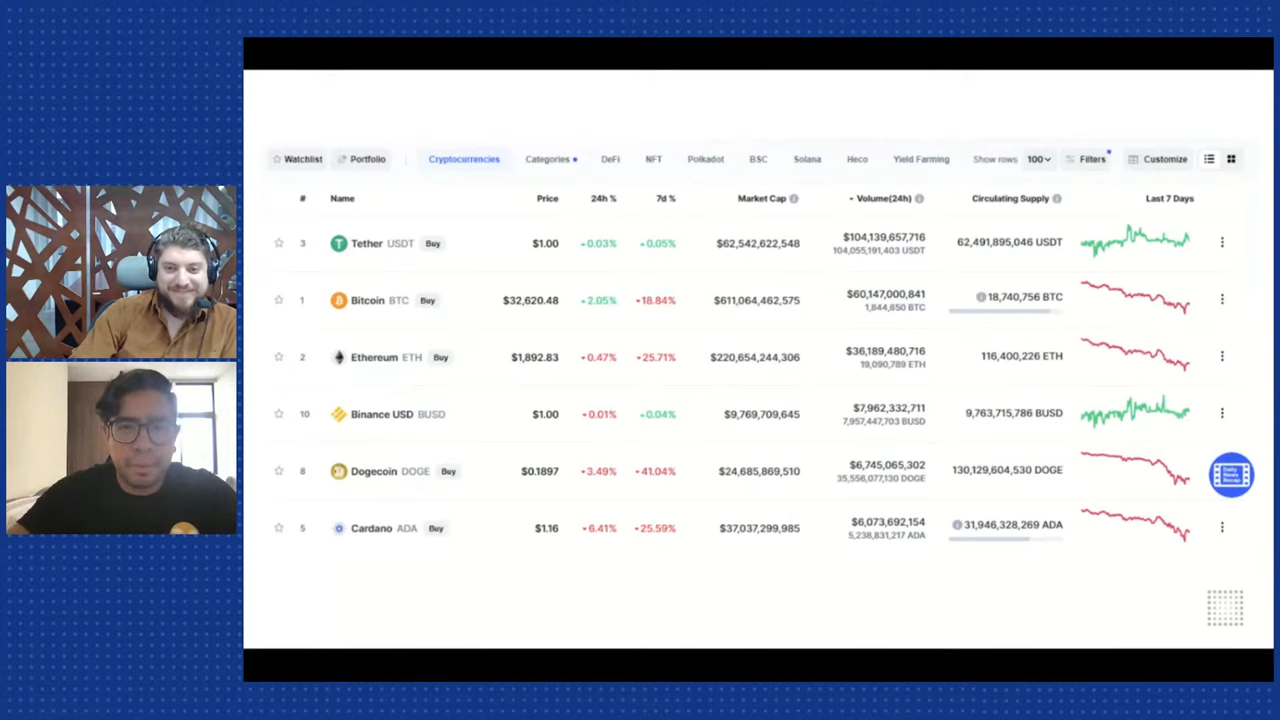 Watchlist Portfolio Cryptocurrencies Categories DeFi NFT Polkadot BSC Solana Heco Yield Farming Show rows 100 Filters Customize
# Name Price 24h % 7d % Market Cap Volume(24h) Circulating Supply Last 7 Days
3 Tether USDT Buy $1.00 0.03% 0.05% $62,542,622,548 $104,139,657,716 62,491,895,046 USDT
104,055,191,403 USDT
1 Bitcoin BTC Buy $32,620.48 2.05% 18.84% $611,064,462,575 $60,147,000,841 18,740,756 BTC
1,844,650 BTC
2 Ethereum ETH Buy $1,892.83 0.47% 25.71% $220,654,244,306 $36,189,480,716 116,400,226 ETH
19,090,789 ETH
10 Binance USD BUSD $1.00 0.01% 0.04% $9,769,709,645 $7,962,332,711 9,763,715,786 BUSD
7,957,447,703 BUSD
8 Dogecoin DOGE Buy $0.1897 3.49% 41.04% $24,685,869,510 $6,745,065,302 130,129,604,530 DOGE
35,556,077,130 DOGE
5 Cardano ADA Buy $1.16 6.41% 25.59% $37,037,299,985 $6,073,692,154 31,946,328,269 ADA
5,238,831,217 ADA
Daily
News
Recap